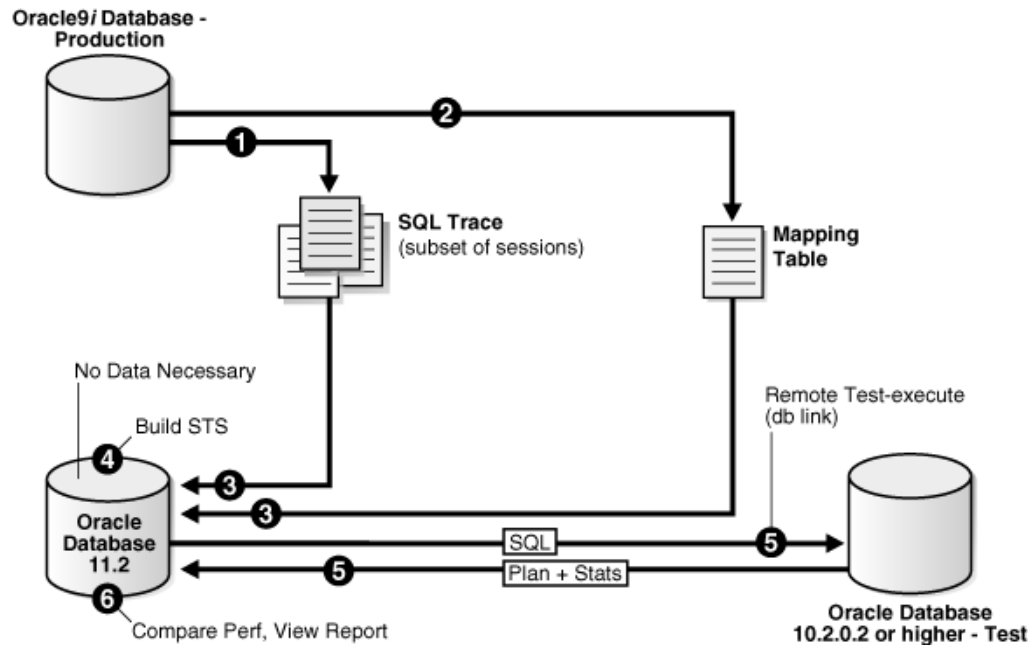 Oracle9i Database -
Production
2
1
SQL Trace
(subset of sessions)
Mapping
Table
No Data Necessary
Build STS
4
Remote Test-execute
(db link)
3
3
Oracle
Database
11.2
SQL
5
5
Plan + Stats
6
Compare Perf, View Report
Oracle Database
10.2.0.2 or higher - Test